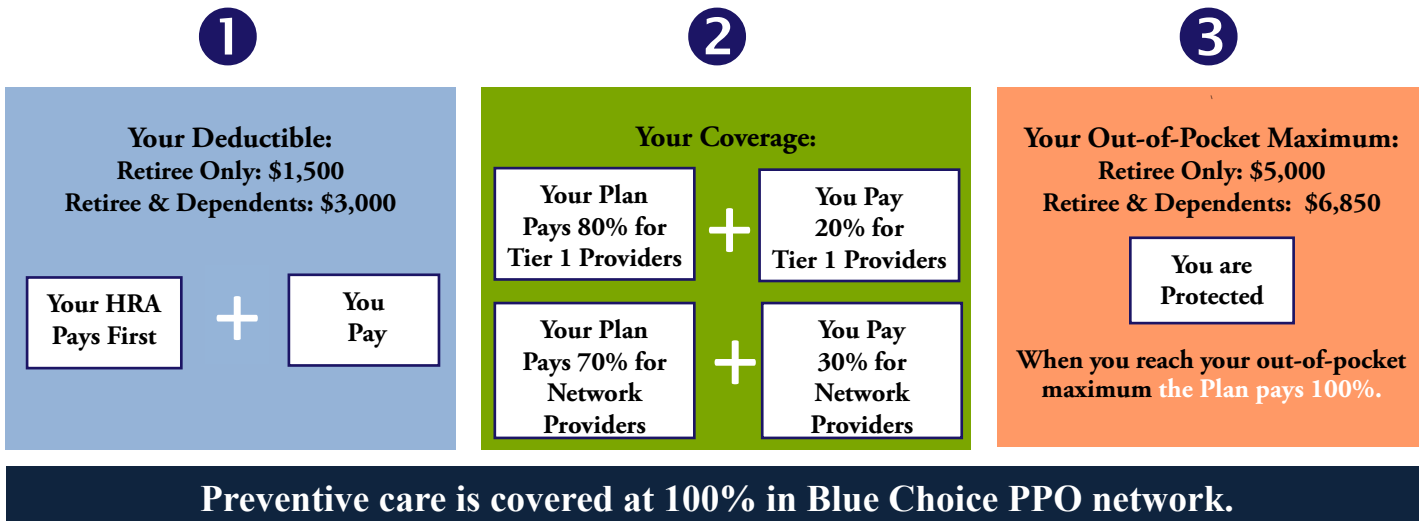 1
2
3
Your Deductible:
Retiree Only: $1,500
Retiree & Dependents: $3,000
Your HRA
Pays First
+
You
Pay
Your Coverage:
Your Plan
Pays 80% for
Tier 1 Providers
+
You Pay
20% for
Tier 1 Providers
Your Plan
Pays 70% for
Network
Providers
+
You Pay
30% for
Network
Providers
Your Out-of-Pocket Maximum:
Retiree Only: $5,000
Retiree & Dependents: $6,850
You are
Protected
When you reach your out-of-pocket
maximum the Plan pays 100%.
Preventive care is covered at 100% in Blue Choice PPO network.